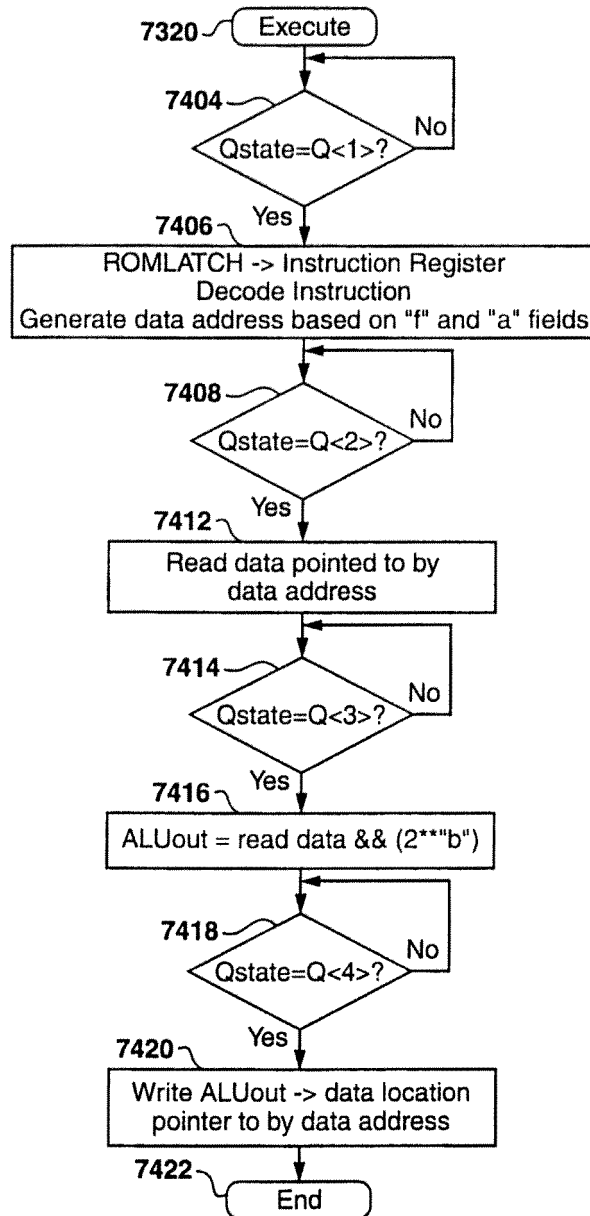 7320
Execute
7404
Qstate=Q<1>?
No
Yes
7406
ROMLATCH -> Instruction Register
Decode Instruction
Generate data address based on "f" and "a" fields
7408
Qstate=Q<2>?
No
Yes
7412
Read data pointed to by
data address
7414
Qstate=Q<3>?
No
Yes
7416
ALUout = read data && (2**"b")
7418
Qstate=Q<4>?
No
Yes
7420
Write ALUout -> data location
pointer to by data address
7422
End